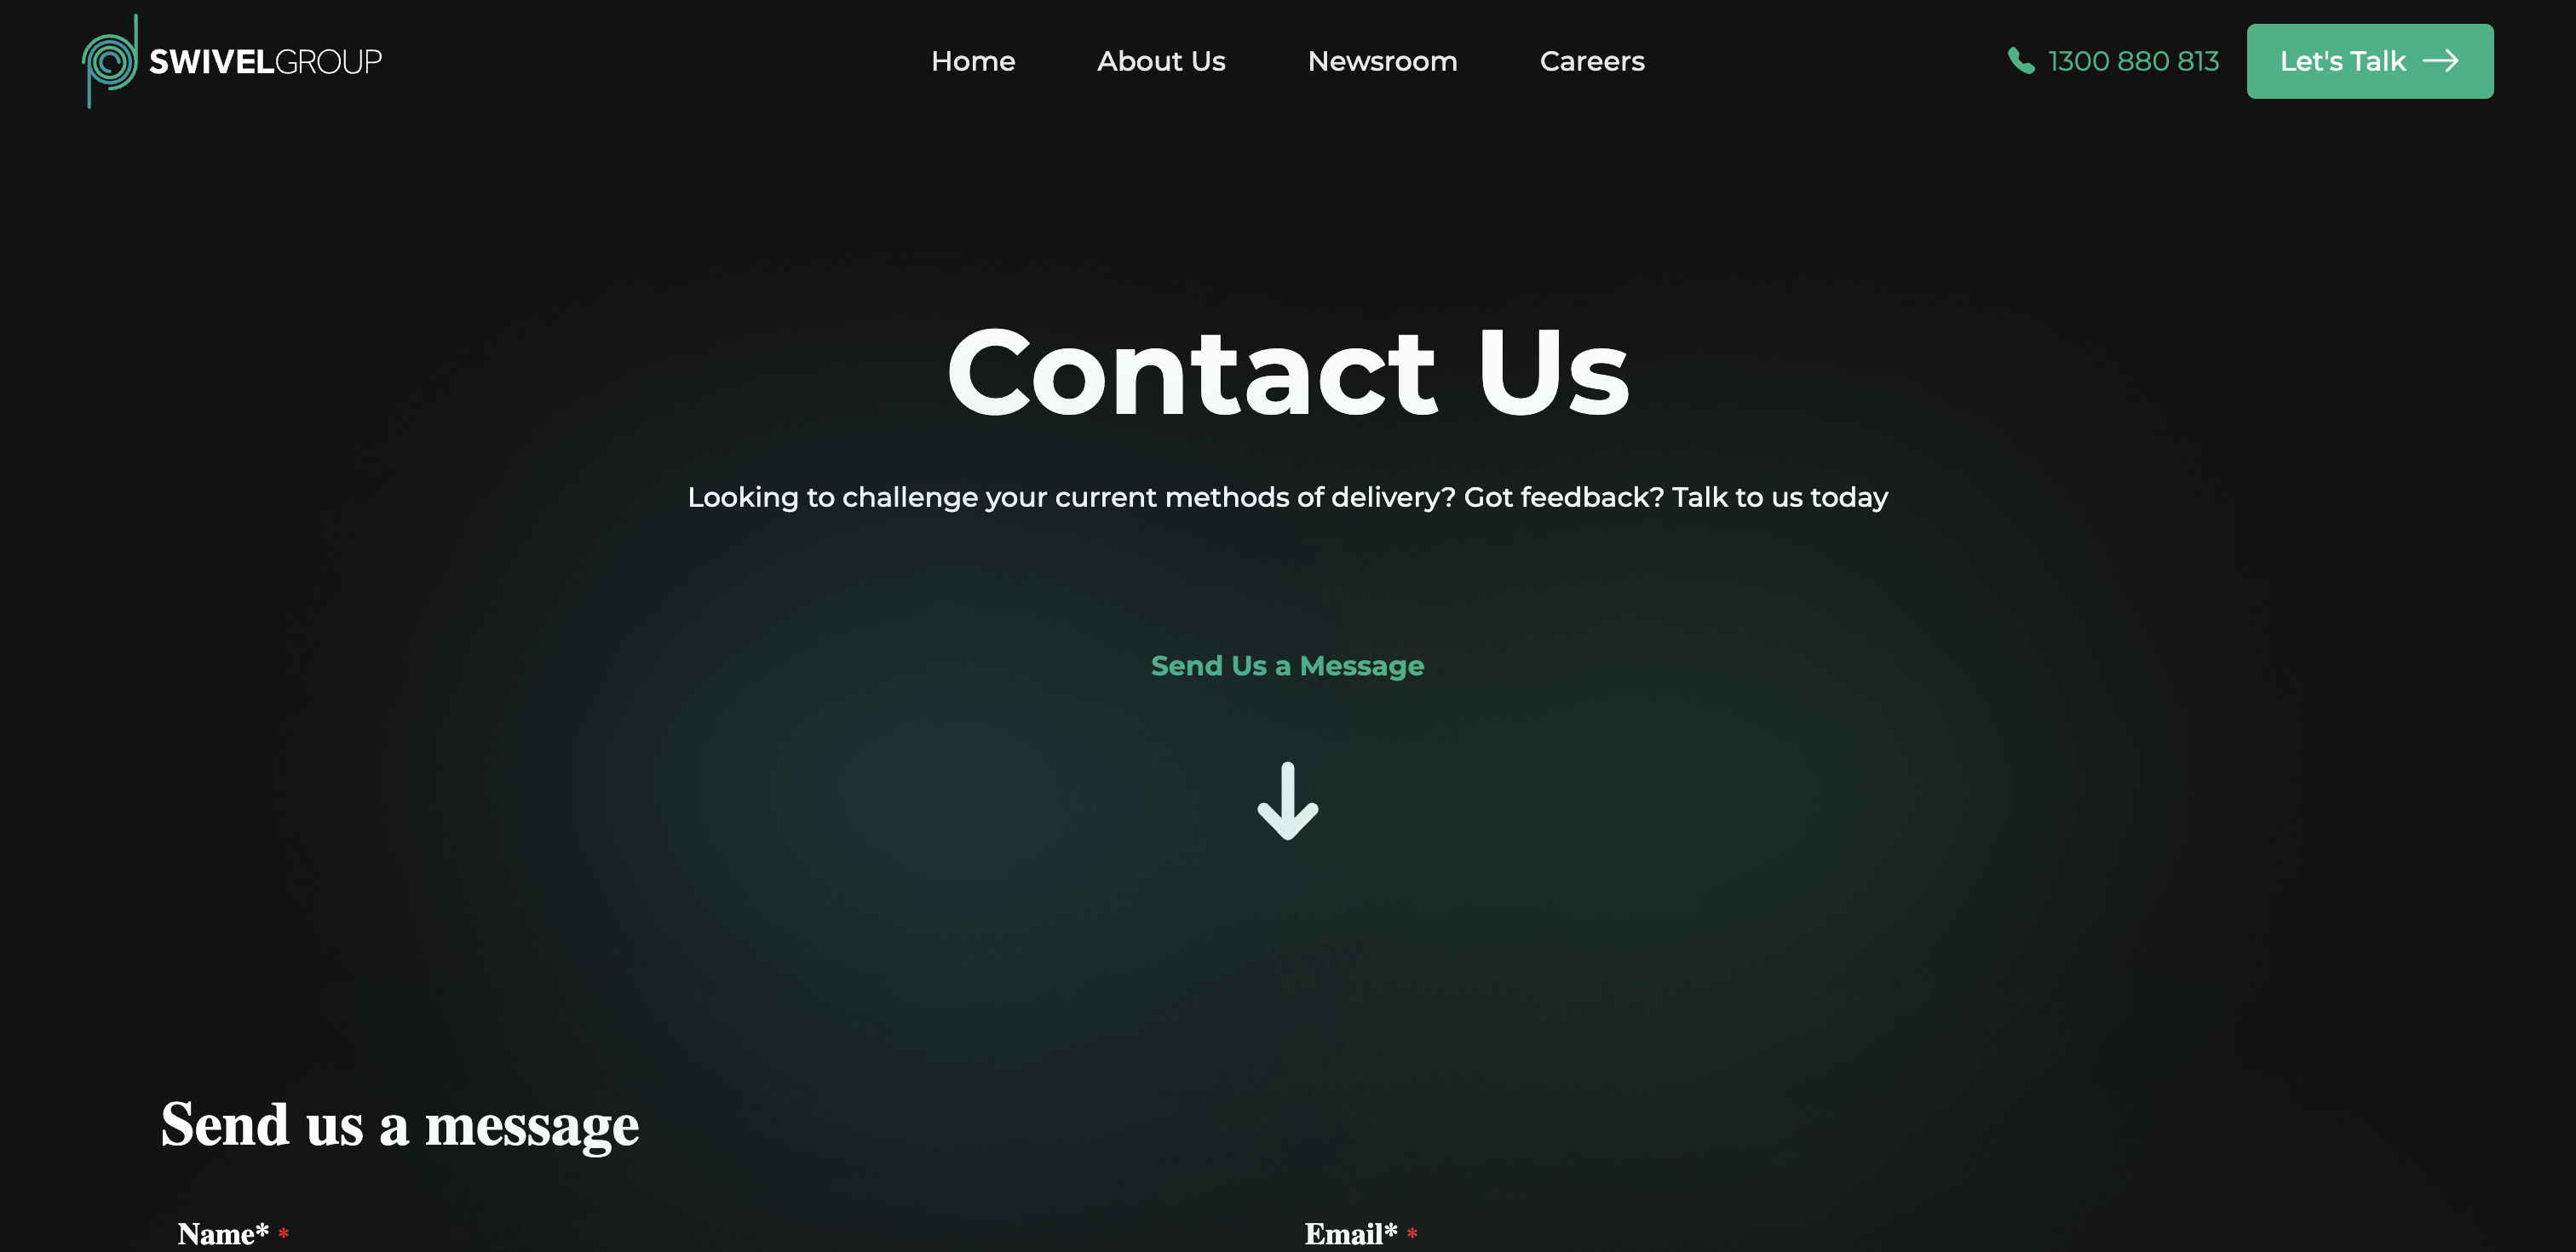 SWIVELGROUP
Home About Us Newsroom Careers
1300 880 813
Let's Talk
Contact Us
Looking to challenge your current methods of delivery? Got feedback? Talk to us today
Send Us a Message
Send us a message
Name* *
Email* *